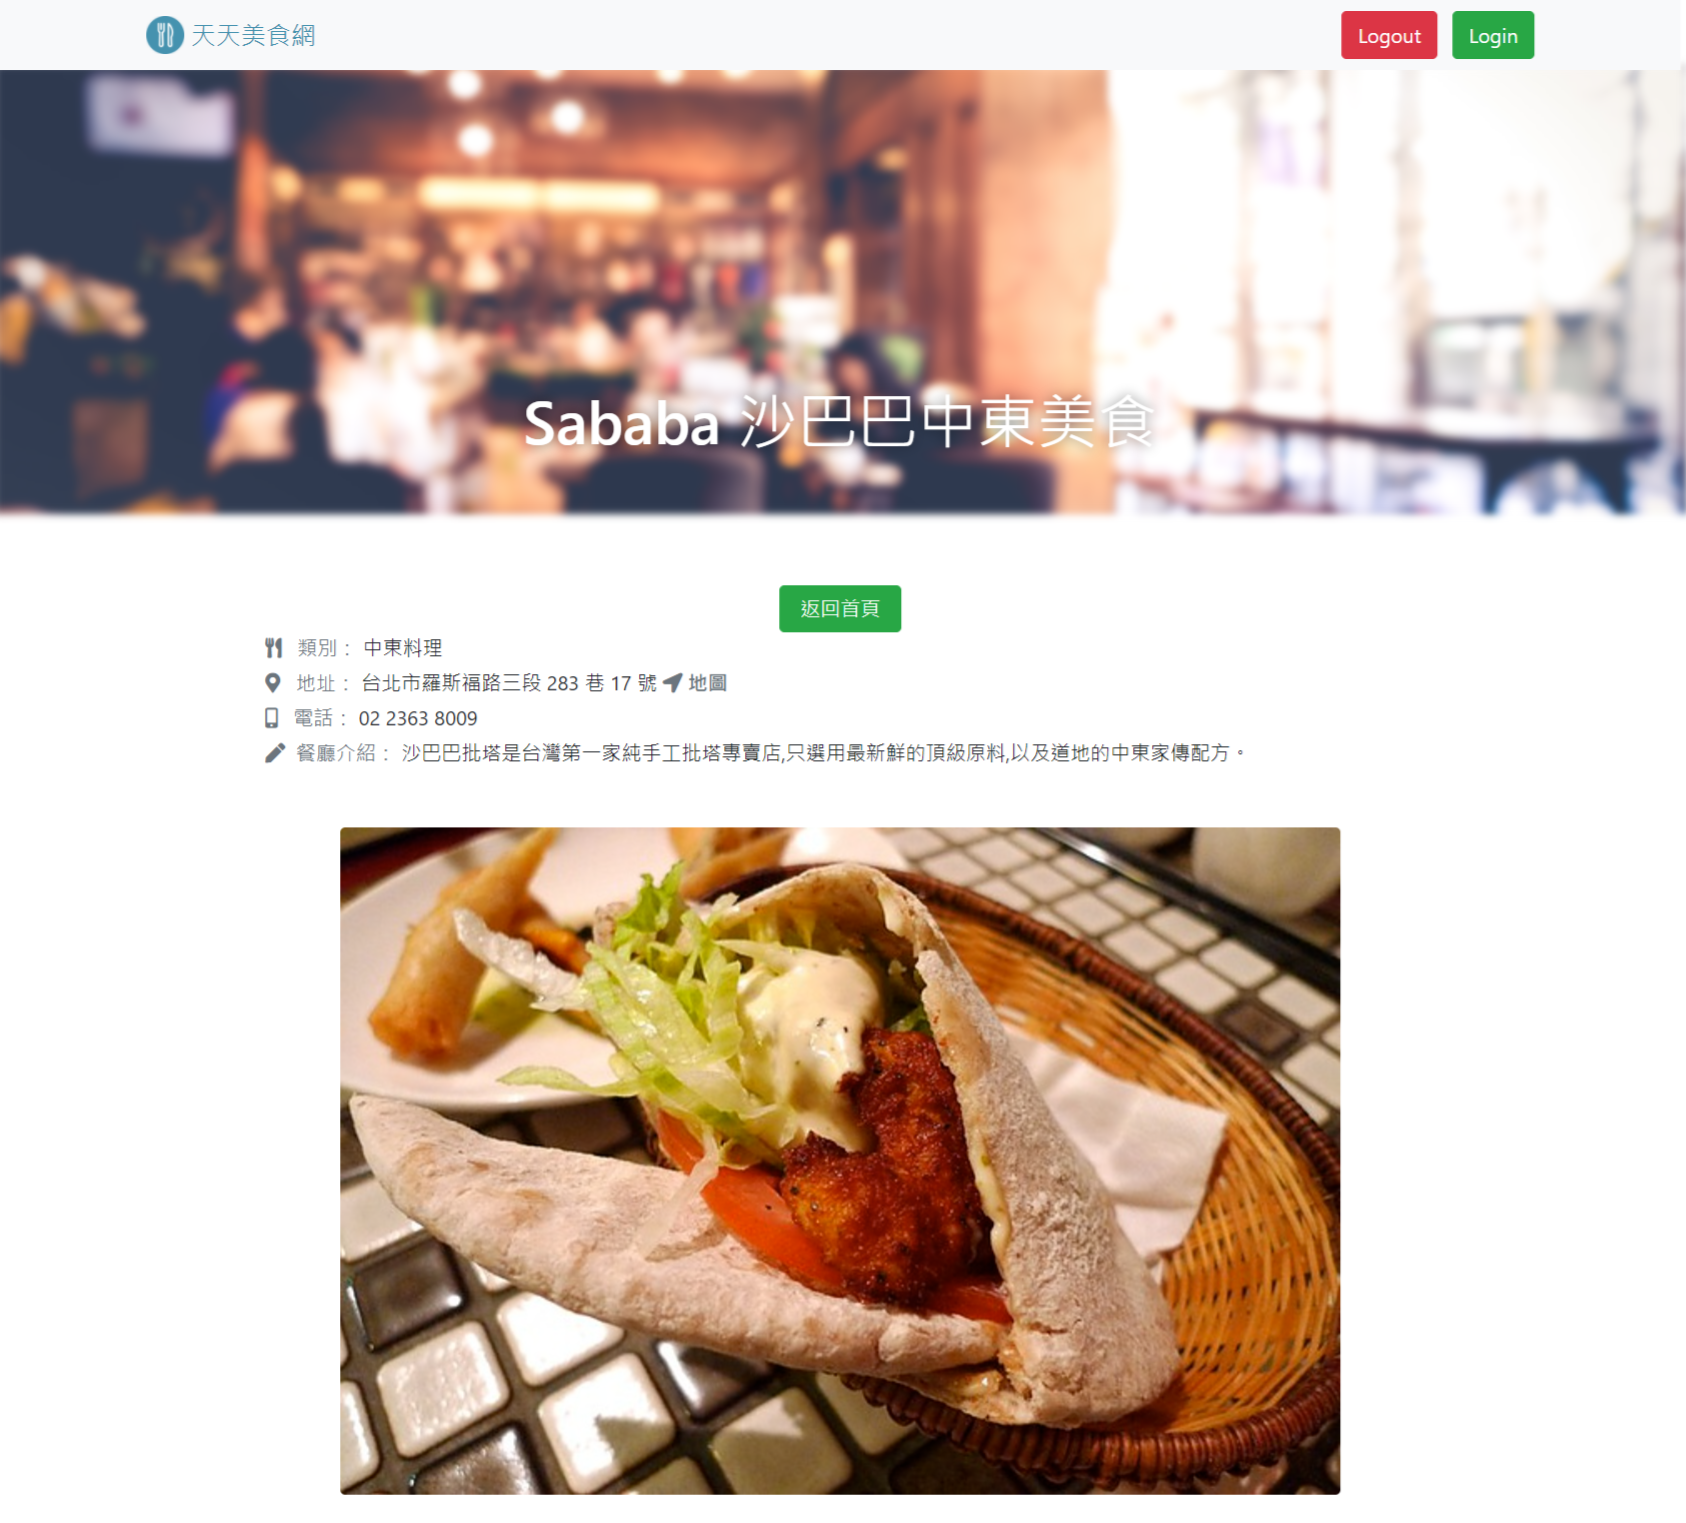 天天美食網
Logout
Login
Sababa 沙巴巴中東美食
返回首頁
類別： 中東料理
地址： 台北市羅斯福路三段 283 巷 17 號 地圖
電話： 02 2363 8009
餐廳介紹： 沙巴巴批塔是台灣第一家純手工批塔專賣店,只選用最新鮮的頂級原料,以及道地的中東家傳配方。